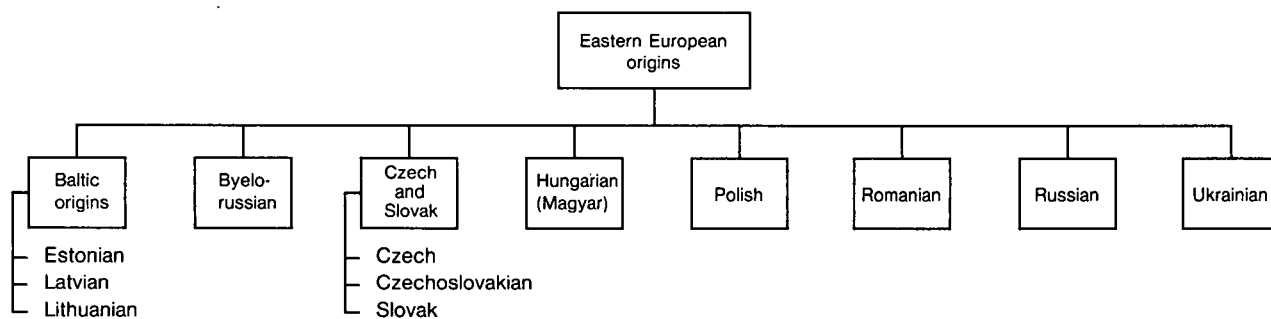 Eastern European
origins
Baltic
origins
Byelo-
russian
Czech
and
Slovak
Hungarian
(Magyar)
Polish
Romanian
Russian
Ukrainian
Estonian
Latvian
Lithuanian
Czech
Czechoslovakian
Slovak